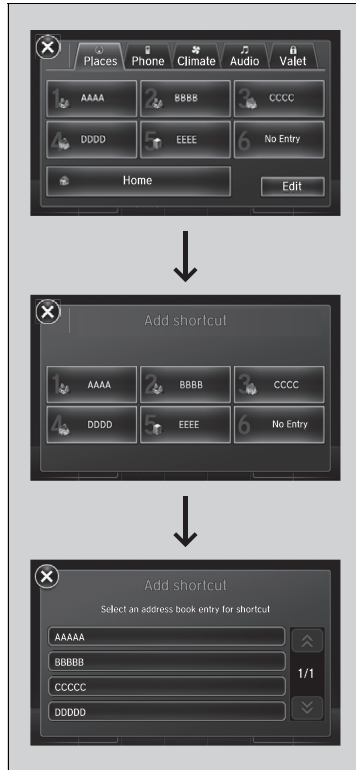 Places Phone Climate Audio Valet
1 AAAA 2 BBBB 3 CCCC
4 DDDD 5 EEEE 6 No Entry
Home Edit
Add shortcut
1 AAAA 2 BBBB 3 CCCC
4 DDDD 5 EEEE 6 No Entry
Add shortcut
Select an address book entry for shortcut
AAAAA
BBBBB
1/1
CCCCC
DDDDD